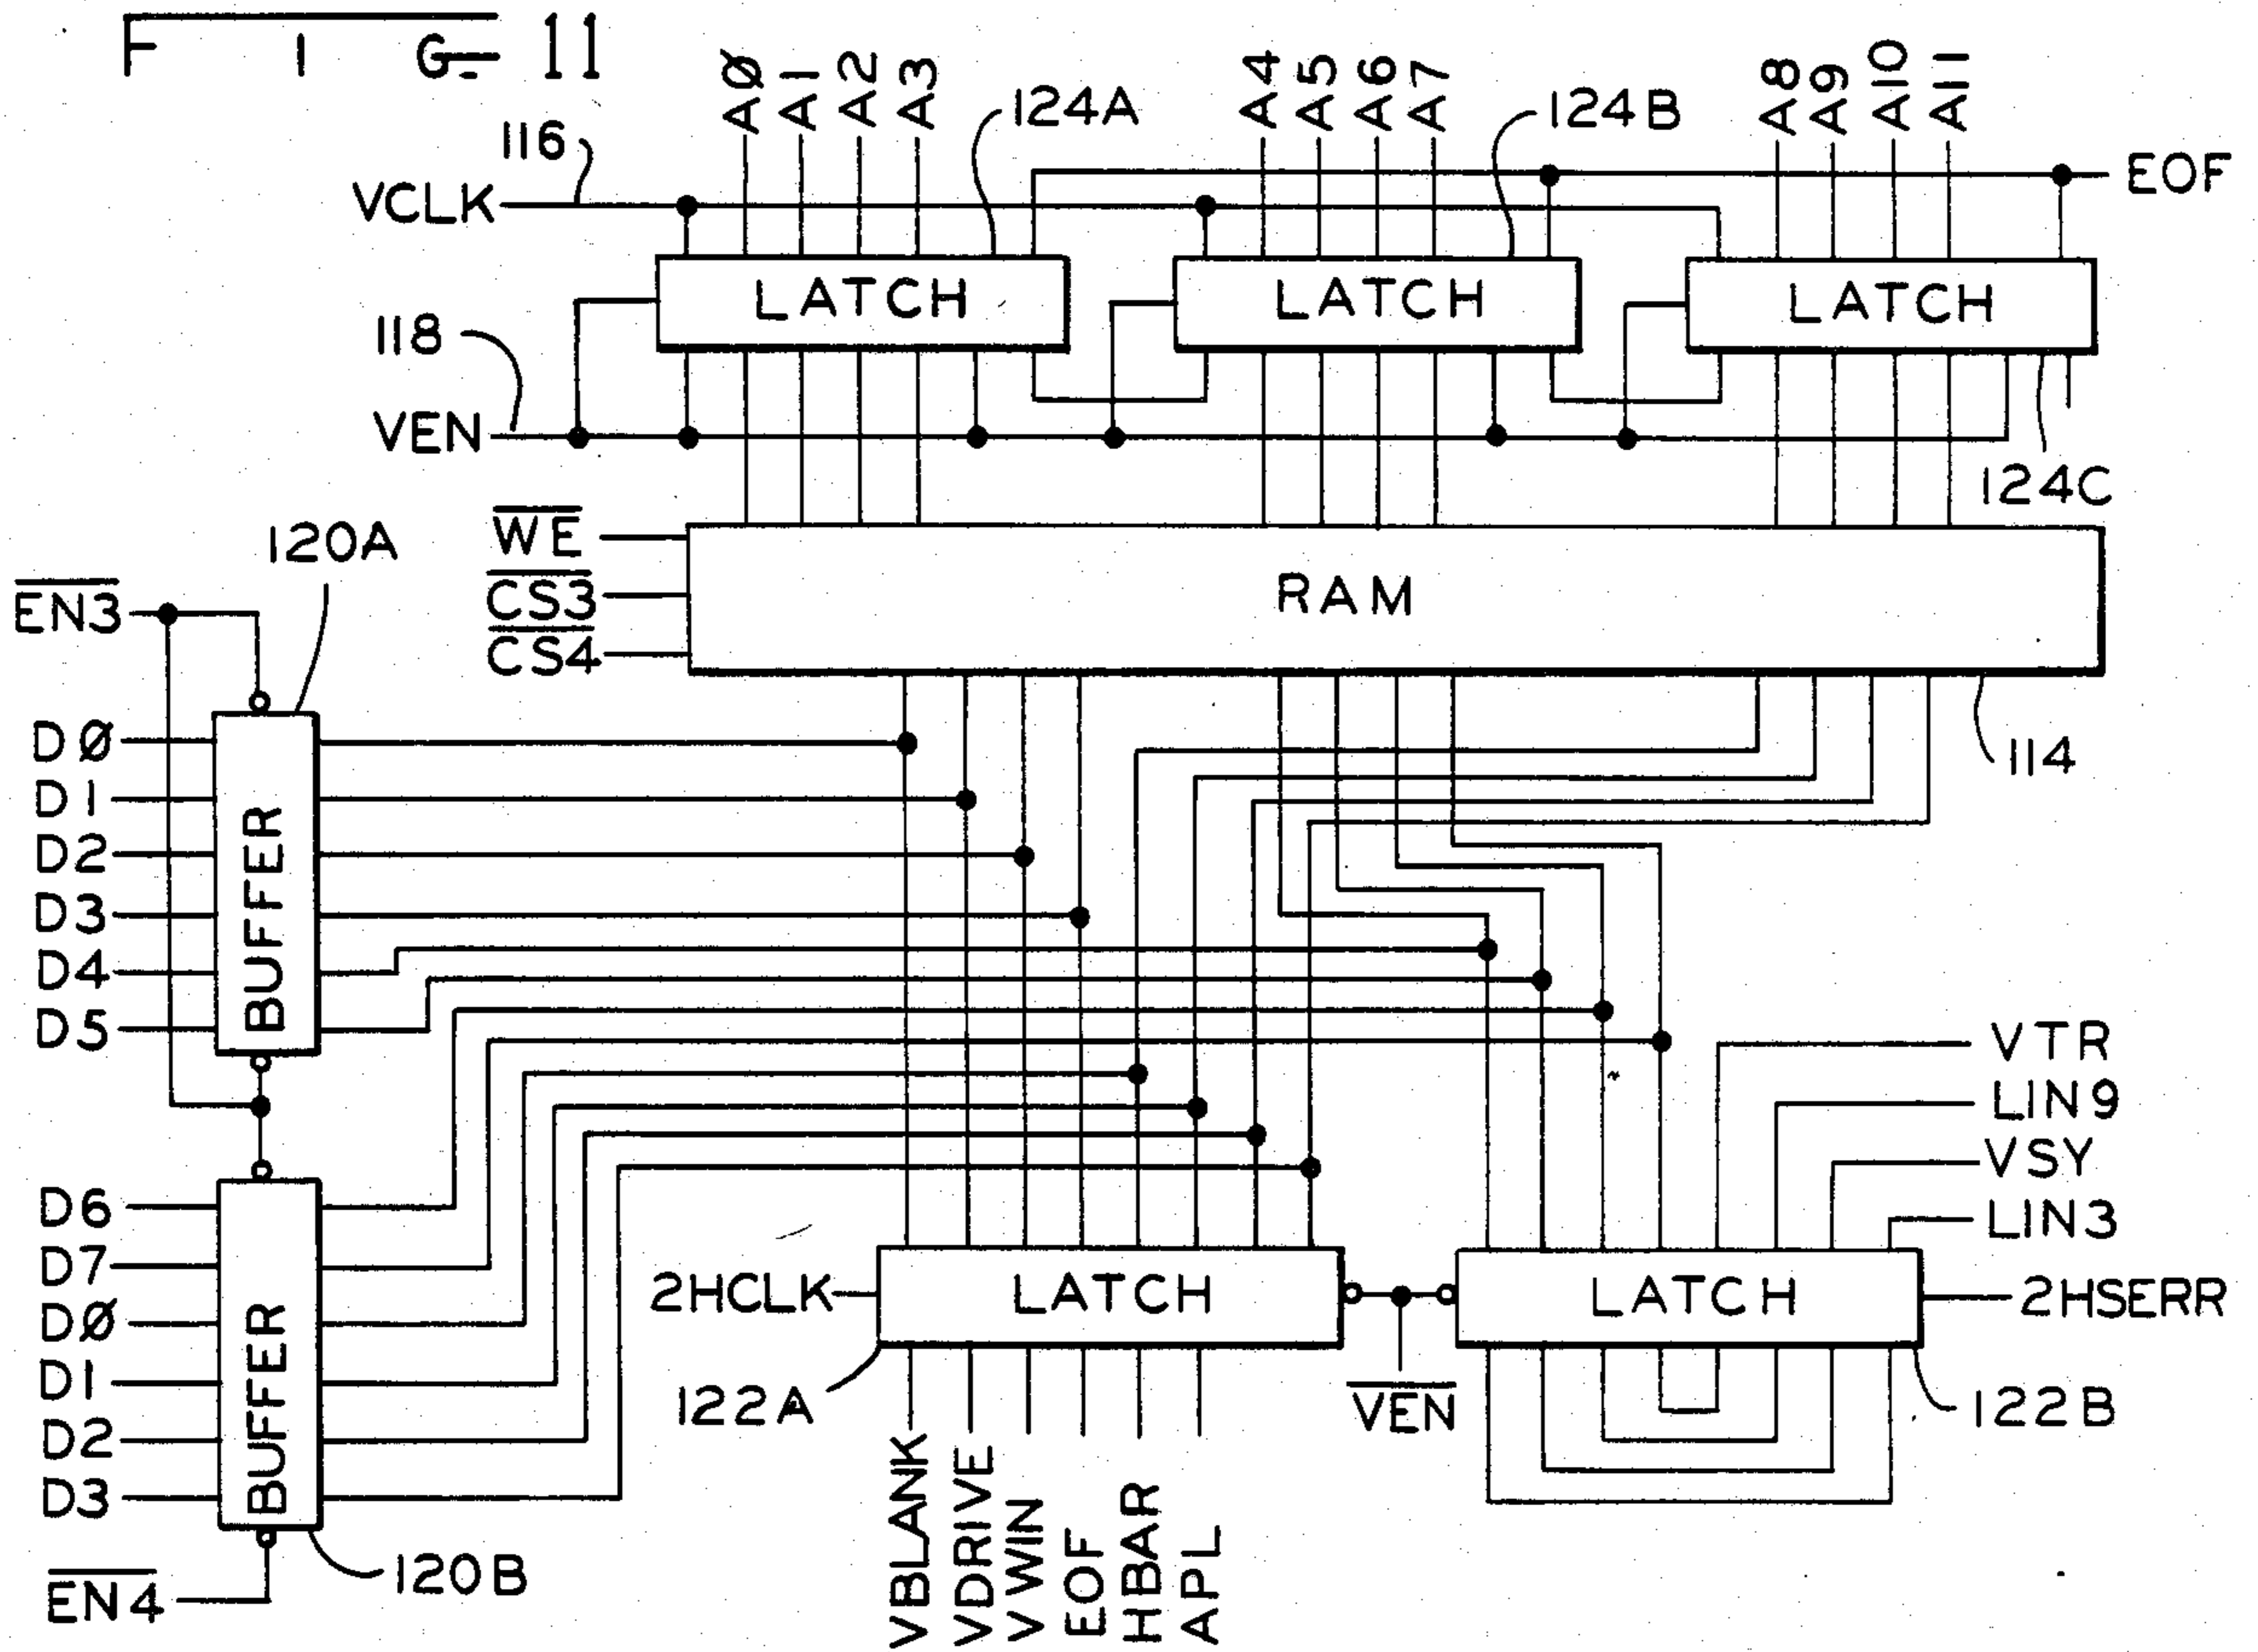 FIG-11
A0 A1 A2 A3
124A
A4 A5 A6 A7
124B
A8 A9 A10 A11
116
VCLK
EOF
LATCH
LATCH
LATCH
118
VEN
124C
120A
WE
CS3
CS4
RAM
EN3
114
D0
D1
D2
D3
D4
D5
BUFFER
VTR
LIN9
VSY
LIN3
D6
D7
D0
D1
D2
D3
BUFFER
2HCLK
LATCH
LATCH
2HSERR
122A
VEN
122B
VBLANK
VDRIVE
VWIN
EOF
HBAR
APL
EN4
120B